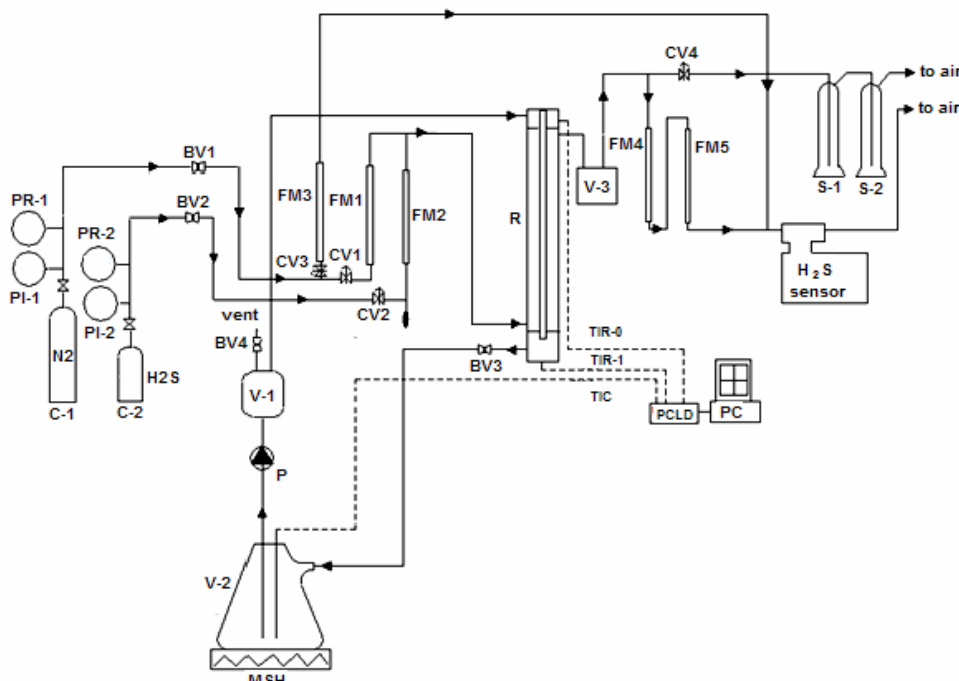 CV4
to air
to air
BV1
FM4
FM5
V-3
S-1
S-2
PR-1
BV2
FM3
FM1
FM2
R
PR-2
CV3
CV1
H 2 S
sensor
PI-1
PI-2
CV2
vent
N2
BV4
TIR-0
H2S
V-1
BV3
TIR-1
TIC
C-1
C-2
PCLD
PC
P
V-2
MSH